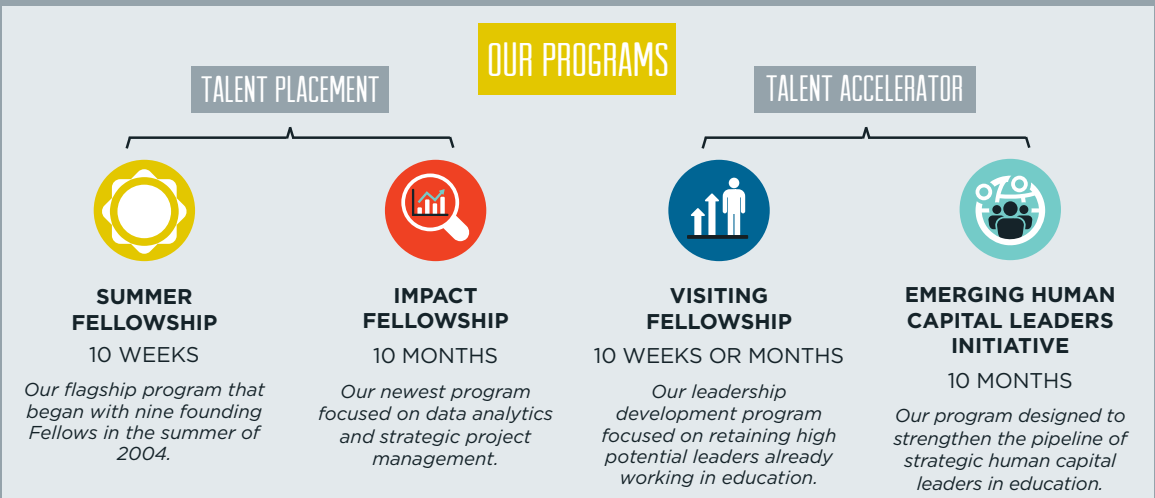 OUR PROGRAMS
TALENT PLACEMENT
TALENT ACCELERATOR
SUMMER
FELLOWSHIP
10 WEEKS
Our flagship program that
began with nine founding
Fellows in the summer of
2004.
IMPACT
FELLOWSHIP
10 MONTHS
Our newest program
focused on data analytics
and strategic project
management.
VISITING
FELLOWSHIP
10 WEEKS OR MONTHS
Our leadership
development program
focused on retaining high
potential leaders already
working in education.
EMERGING HUMAN
CAPITAL LEADERS
INITIATIVE
10 MONTHS
Our program designed to
strengthen the pipeline of
strategic human capital
leaders in education.